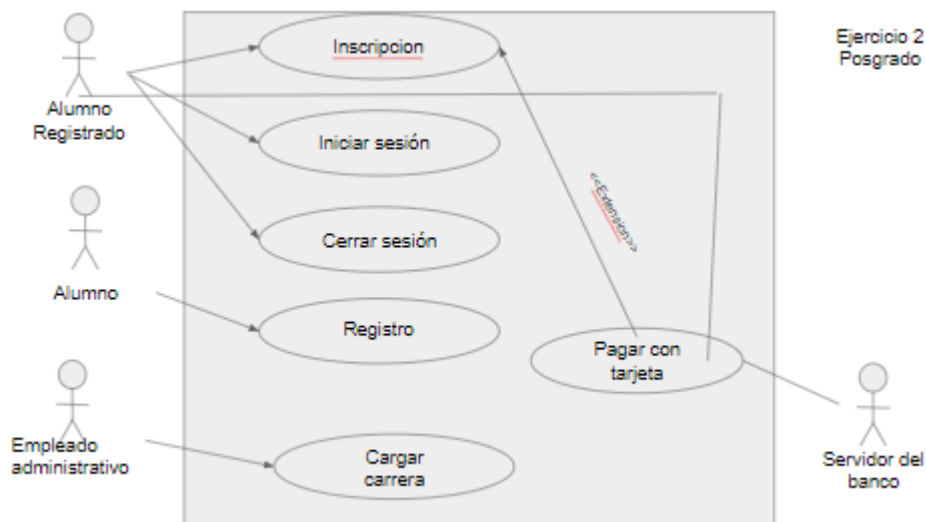 Ejercicio 2
Posgrado
Inscripcion
Alumno
Registrado
Iniciar sesión
<<Extension>>
Cerrar sesión
Alumno
Registro
Pagar con
tarjeta
Empleado
administrativo
Cargar
carrera
Servidor del
banco